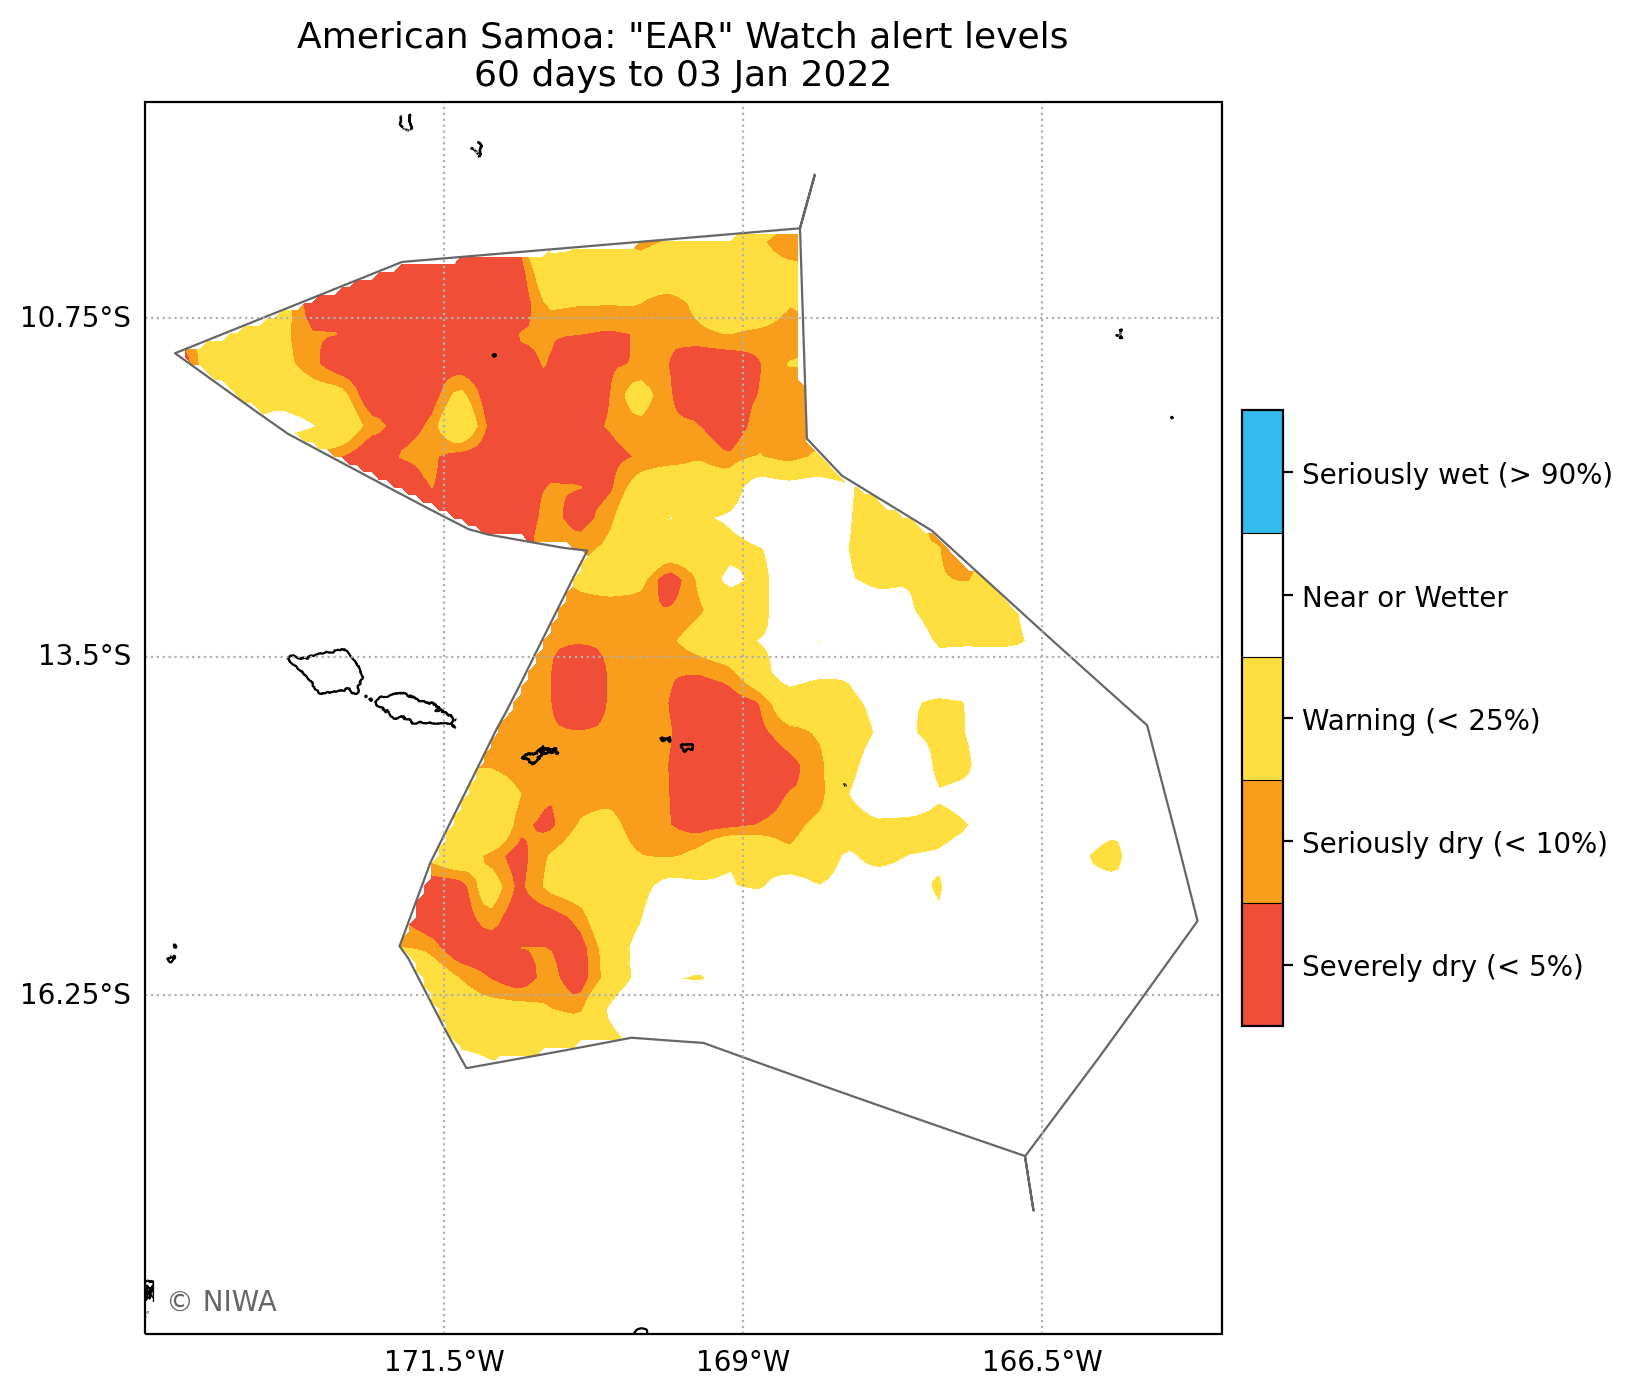 American Samoa: "EAR" Watch alert levels
60 days to 03 Jan 2022
10.75°S
13.5°S
16.25°S
171.5°W
169°W
166.5°W
Seriously wet (> 90%)
Near or Wetter
Warning (< 25%)
Seriously dry (< 10%)
Severely dry (< 5%)
© NIWA